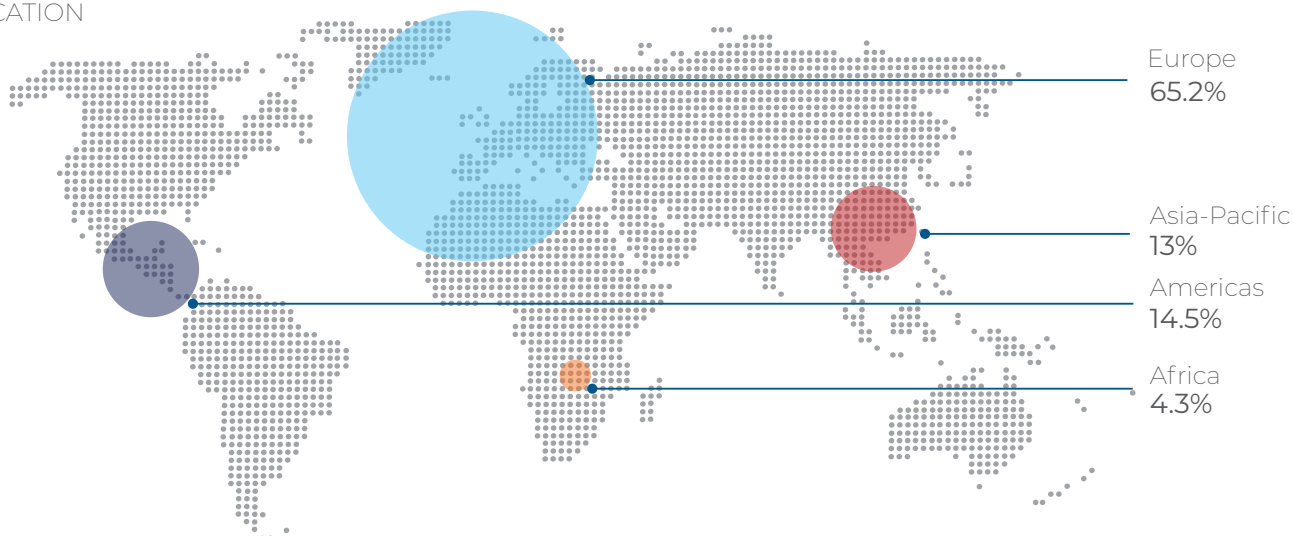 CATION
Europe
65.2%
Asia-Pacific
13%
Americas
14.5%
Africa
4.3%